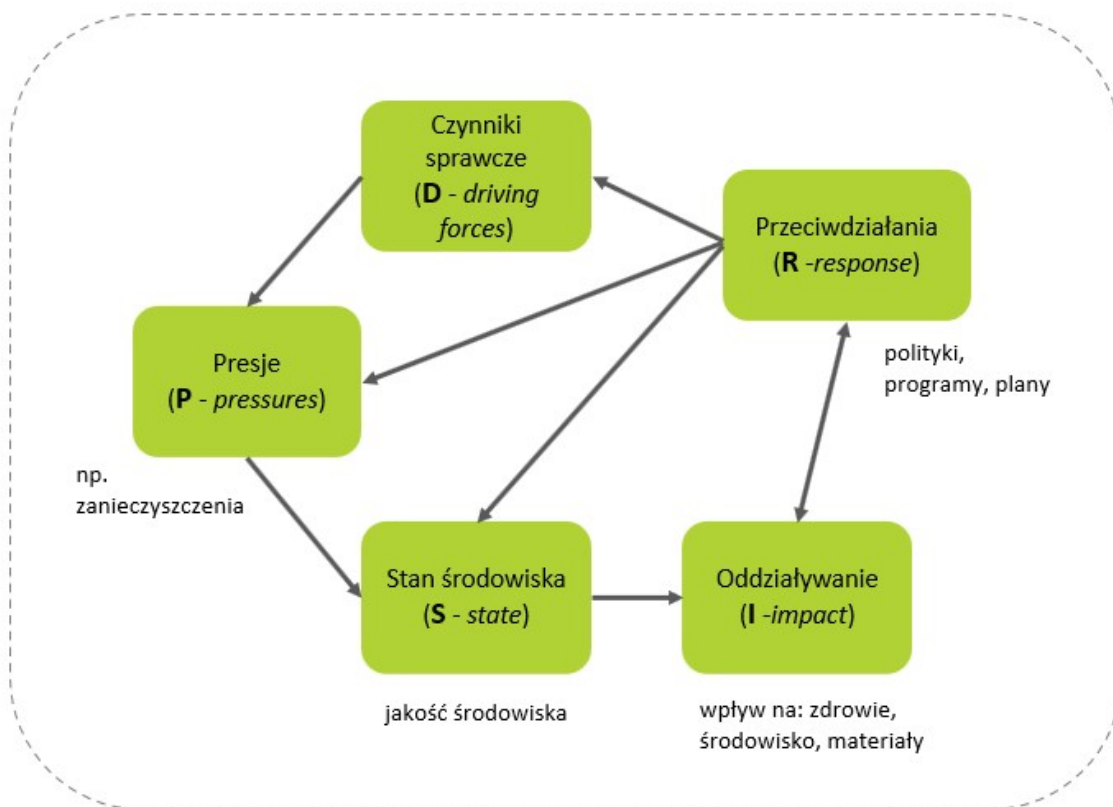 Czynniki
sprawcze
(D - driving
forces)
Przeciwdziałania
(R -response)
Presje
(P - pressures)
polityki,
programy, plany
np.
zanieczyszczenia
Stan środowiska
(S - state)
Oddziaływanie
(I -impact)
jakość środowiska
wpływ na: zdrowie,
środowisko, materiały